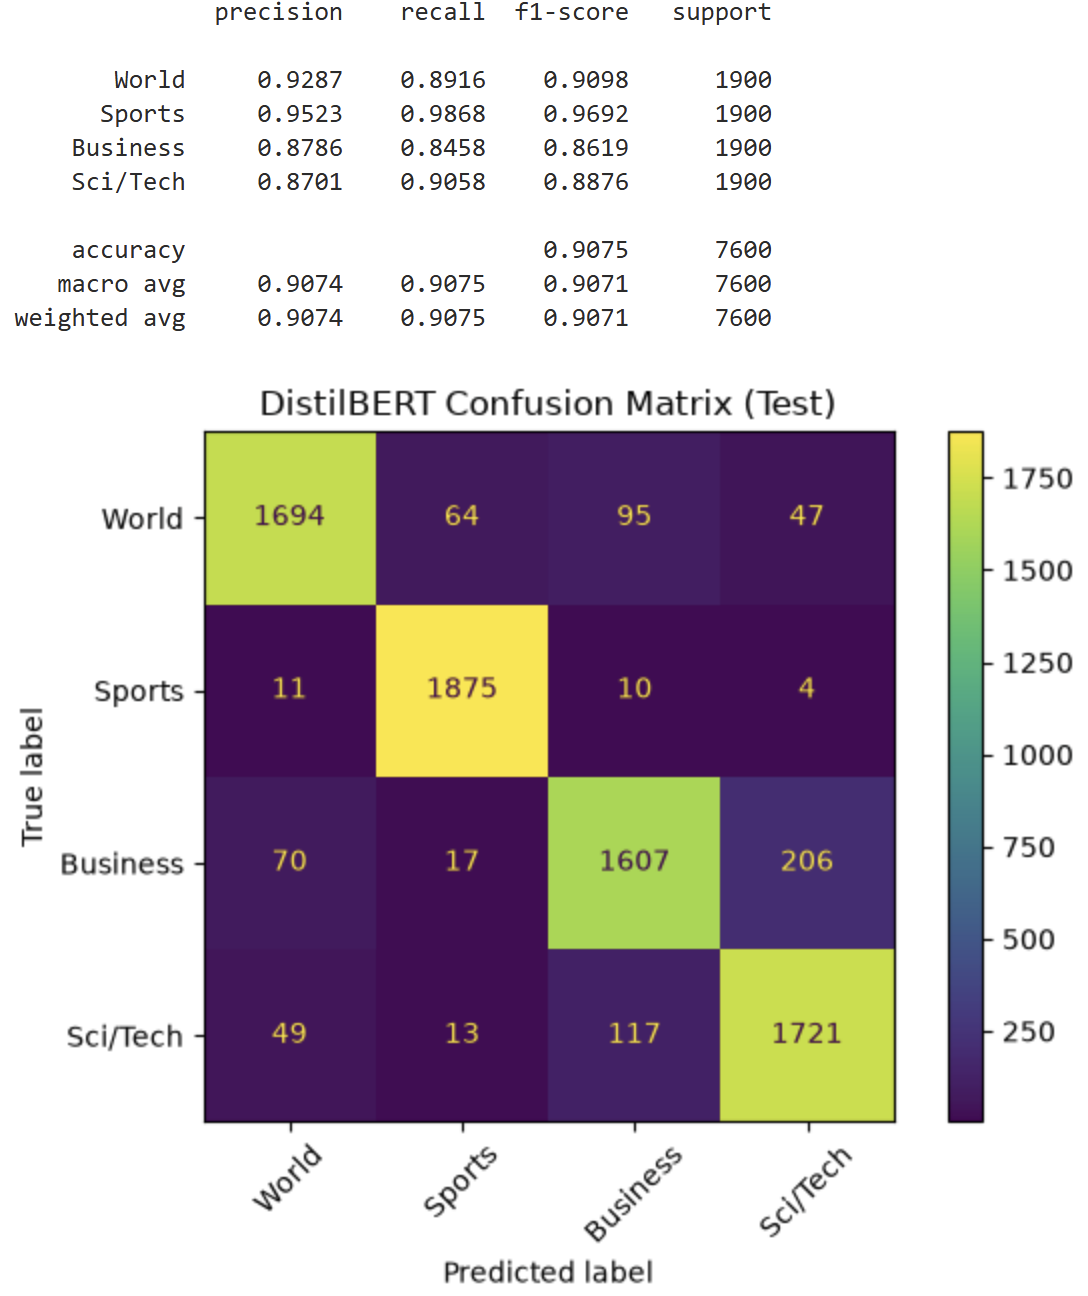 precision recall f1-score support
World 0.9287 0.8916 0.9098 1900
Sports 0.9523 0.9868 0.9692 1900
Business 0.8786 0.8458 0.8619 1900
Sci/Tech 0.8701 0.9058 0.8876 1900
accuracy 0.9075 7600
macro avg 0.9074 0.9075 0.9071 7600
weighted avg 0.9074 0.9075 0.9071 7600
DistilBERT Confusion Matrix (Test)
World 1694 64 95 47
Sports 11 1875 10 4
Business 70 17 1607 206
Sci/Tech 49 13 117 1721
True label
World Sports Business Sci/Tech
Predicted label
1750
1500
1250
1000
750
500
250